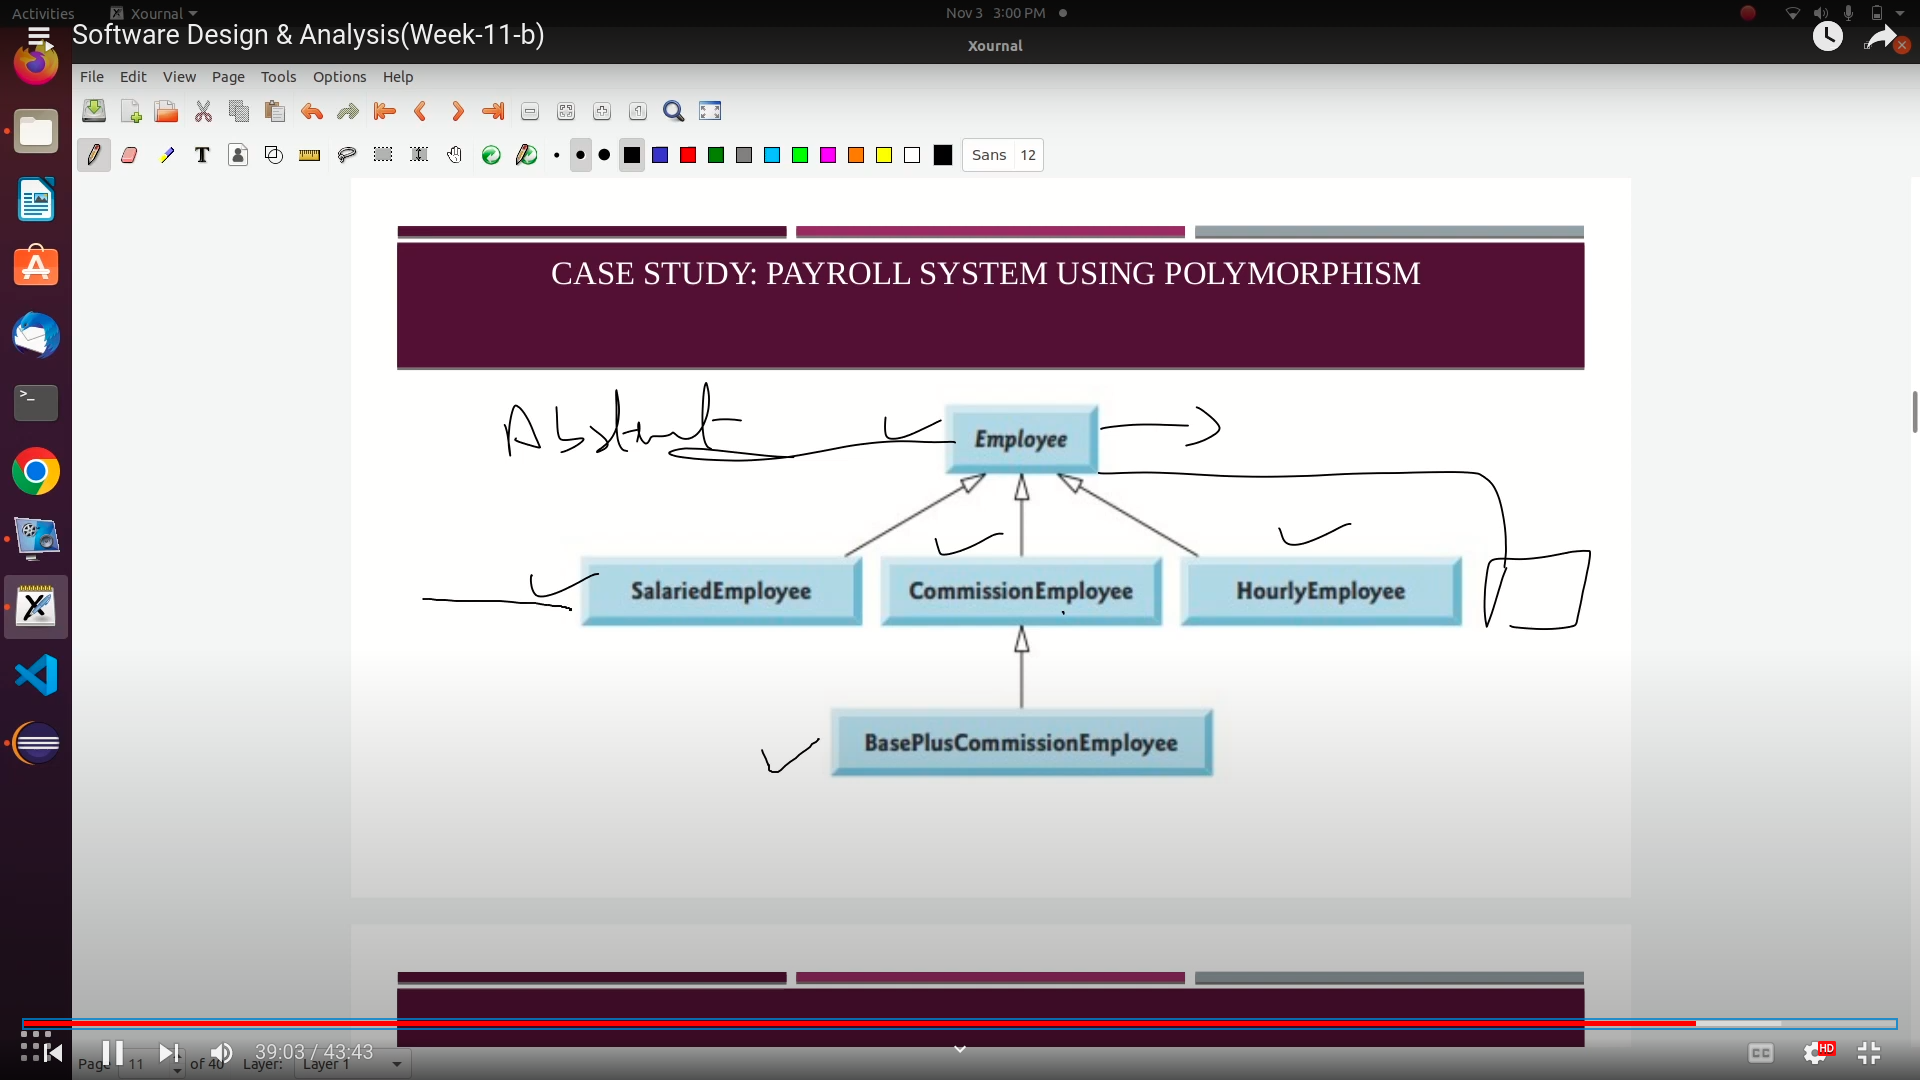 Activities
Xournal
Nov 3 3:00 PM
Software Design & Analysis(Week-11-b)
Xournal
File Edit View Page Tools Options Help
Sans 12
CASE STUDY: PAYROLL SYSTEM USING POLYMORPHISM
Employee
SalariedEmployee
CommissionEmployee
HourlyEmployee
BasePlusCommissionEmployee
39:03 / 43:43
CC
HD
Page 11 of 40 Layer: Layer 1